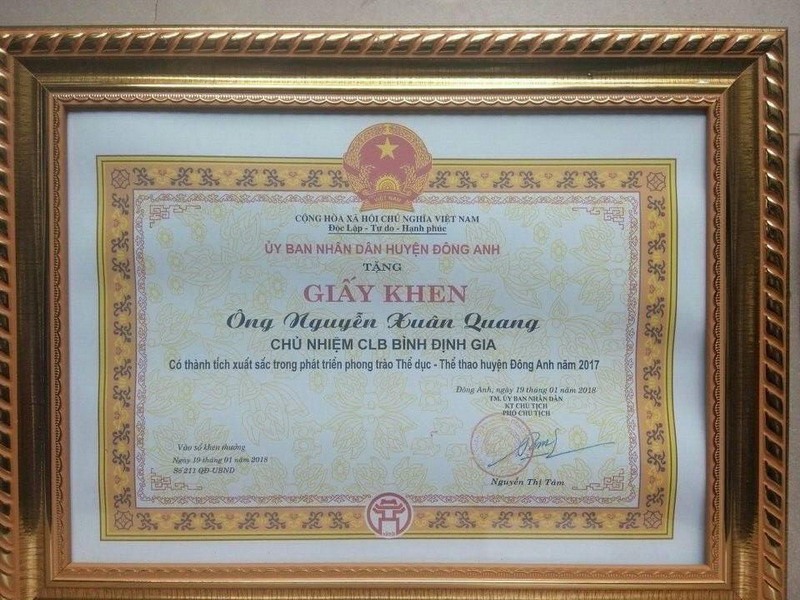 CỘNG HÒA XÃ HỘI CHỦ NGHĨA VIỆT NAM
Độc Lập - Tự do - Hạnh phúc
ỦY BAN NHÂN DÂN HUYỆN ĐÔNG ANH
TẶNG
GIẤY KHEN
Ông Nguyễn Xuân Quang
CHỦ NHIỆM CLB BÌNH ĐỊNH GIA
Có thành tích xuất sắc trong phát triển phong trào Thể dục - Thể thao huyện Đông Anh năm 2017
Đông Anh, ngày 19 tháng 01 năm 2018
TM. ỦY BAN NHÂN DÂN
KT CHỦ TỊCH
PHÓ CHỦ TỊCH
Vào sổ khen thưởng
Ngày 19 tháng 01 năm 2018
Số 213 QĐ-UBND
Nguyễn Thị Tám